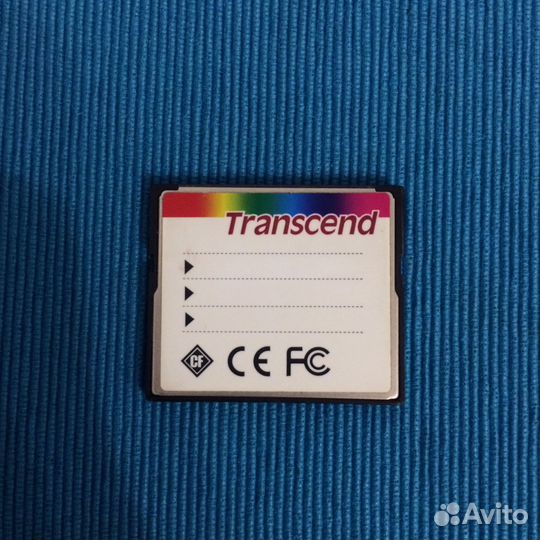 Transcend
CF CE FC
Avito